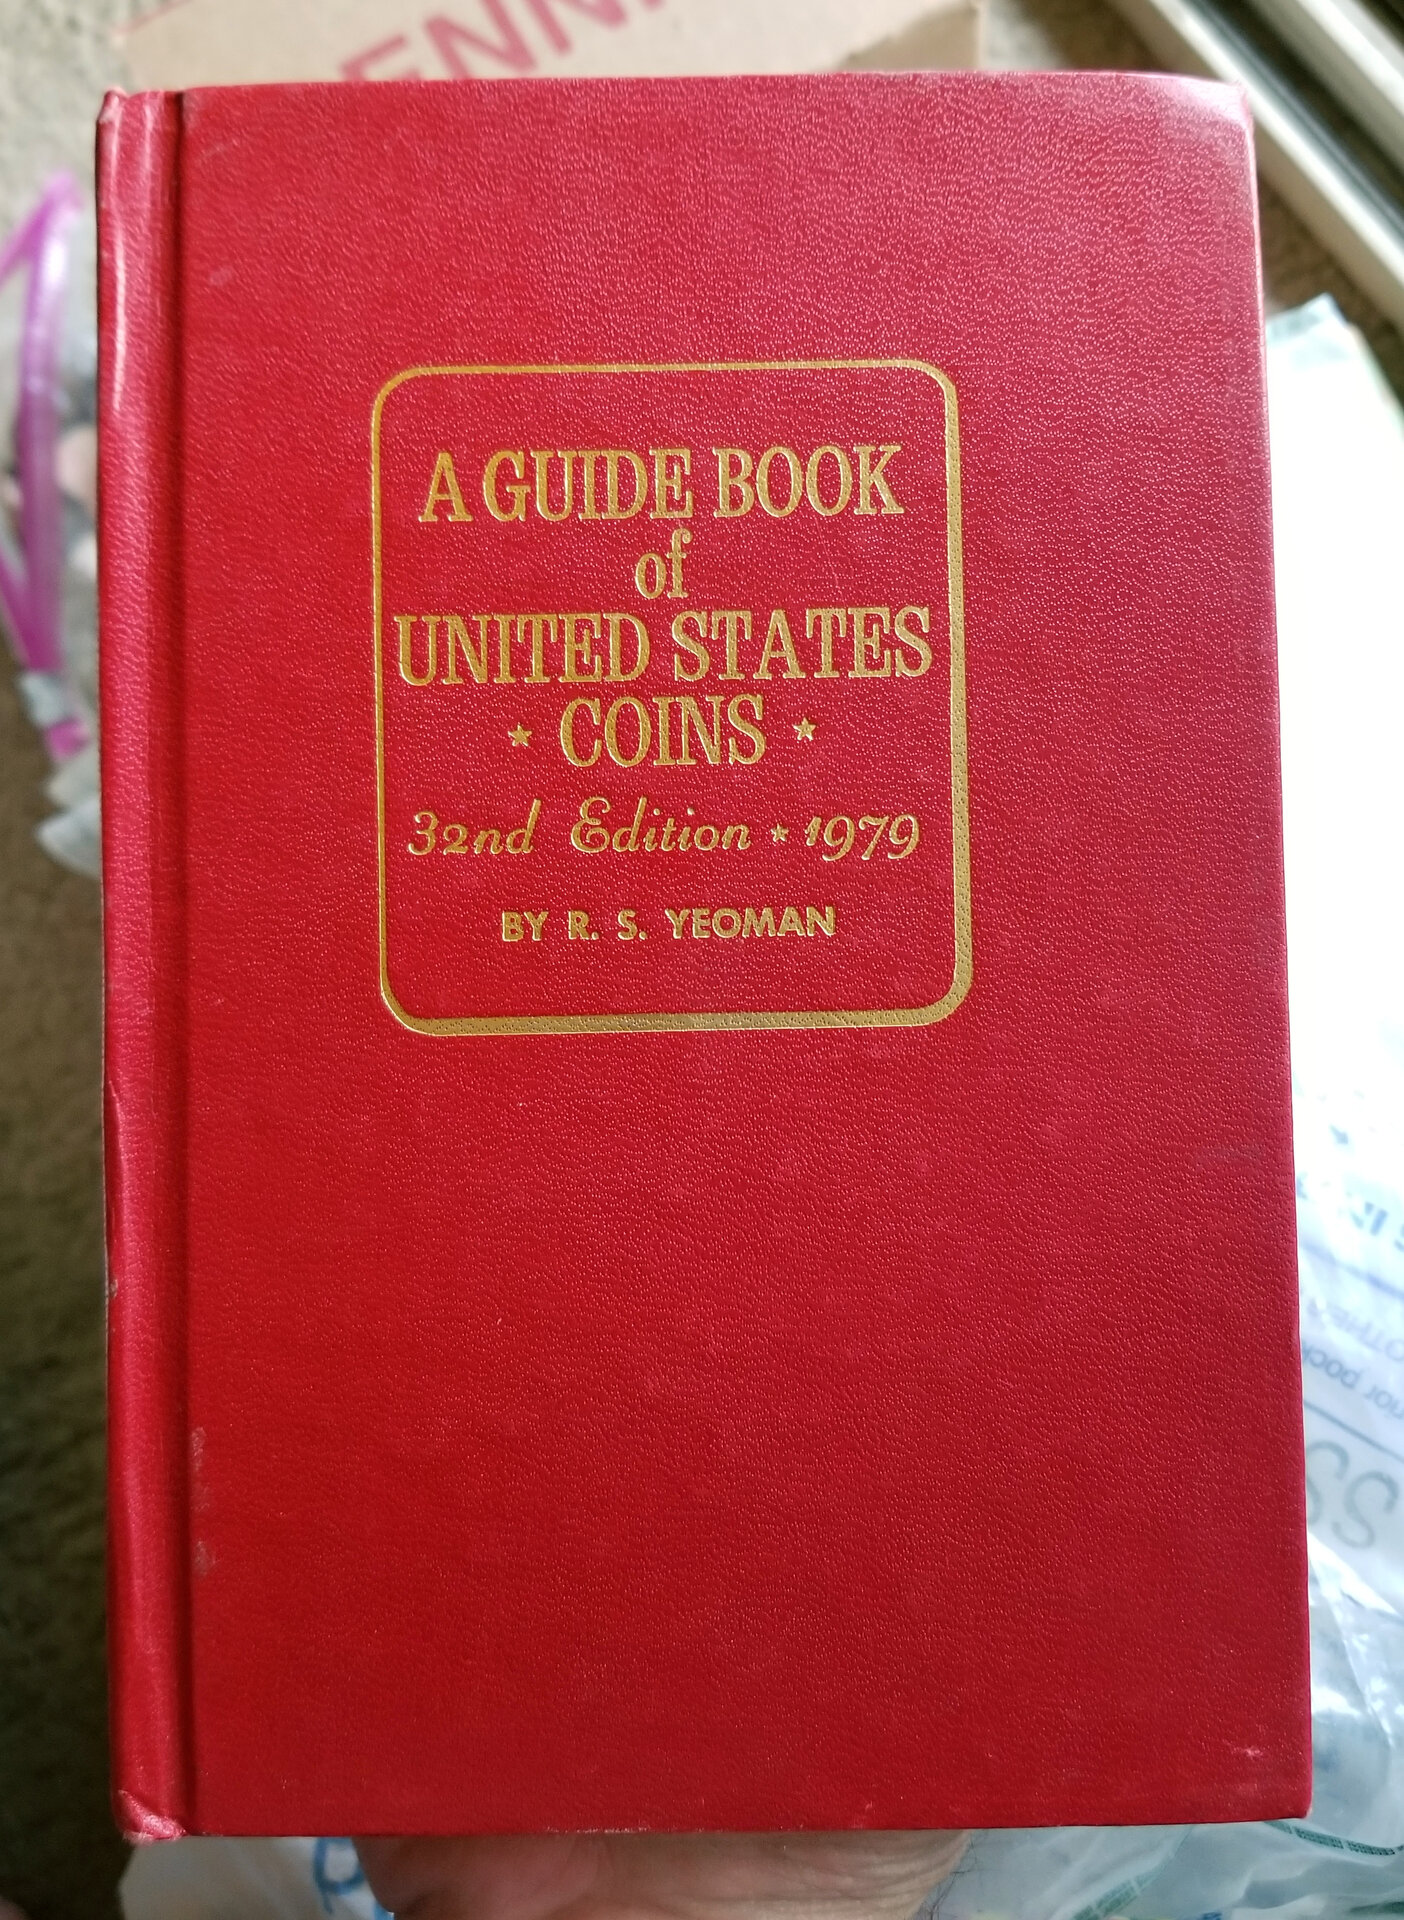 A GUIDE BOOK
of
UNITED STATES
★ COINS ★
32nd Edition ★ 1979
BY R. S. YEOMAN